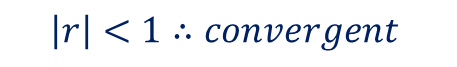 |r| < 1 ∴ convergent